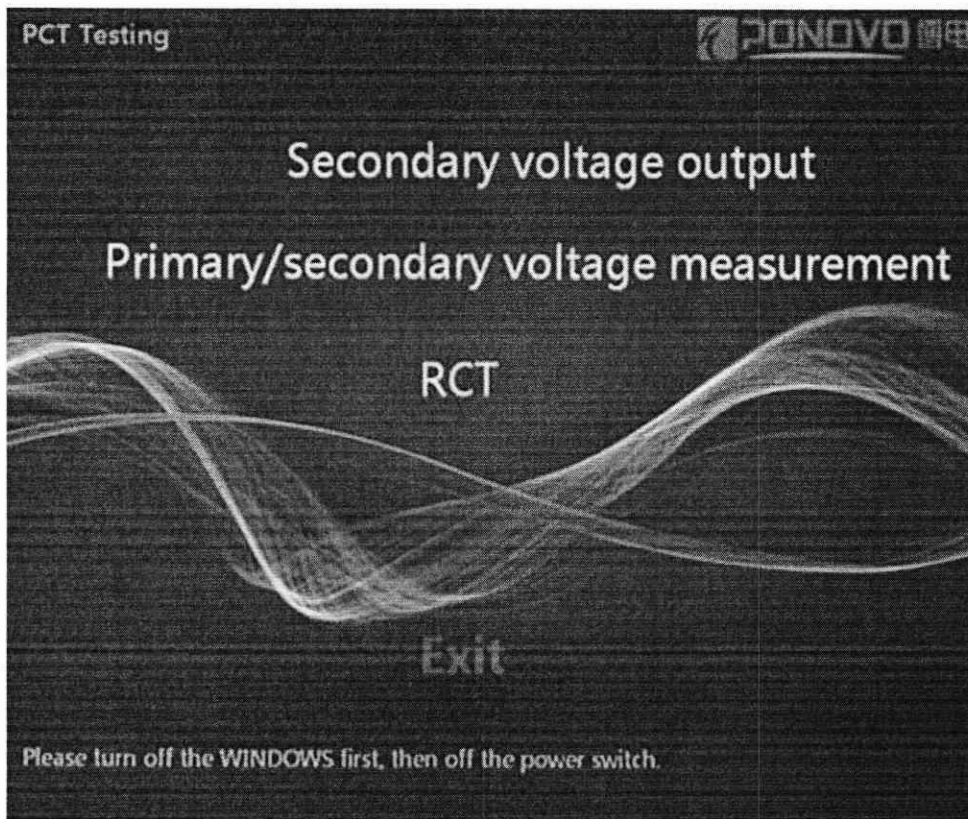 PCT Testing
PONOVO
Secondary voltage output
Primary/secondary voltage measurement
RCT
Exit
Please turn off the WINDOWS first, then off the power switch.